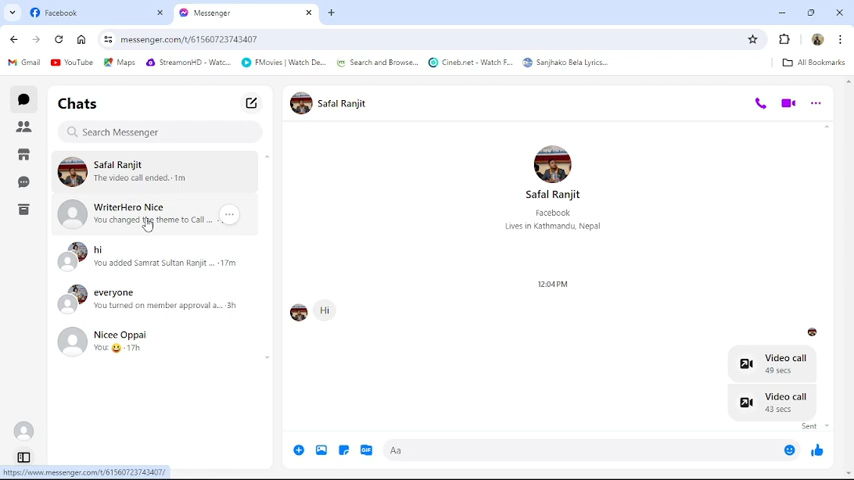 Facebook
Messenger
messenger.com/t/61560723743407
Gmail
YouTube
Maps
StreamonHD - Watc...
FMovies | Watch De...
Search and Browse...
Cineb.net - Watch F...
Sanjhako Bela Lyrics...
All Bookmarks
Chats
Search Messenger
Safal Ranjit
The video call ended. · 1m
WriterHero Nice
You changed the theme to Call ... ·
hi
You added Samrat Sultan Ranjit ... · 17m
everyone
You turned on member approval a... · 3h
Nicee Oppai
You: 😀 · 17h
Safal Ranjit
Safal Ranjit
Facebook
Lives in Kathmandu, Nepal
12:04 PM
Hi
Video call
49 secs
Video call
43 secs
Sent
GIF
Aa
https://www.messenger.com/t/61560723743407/